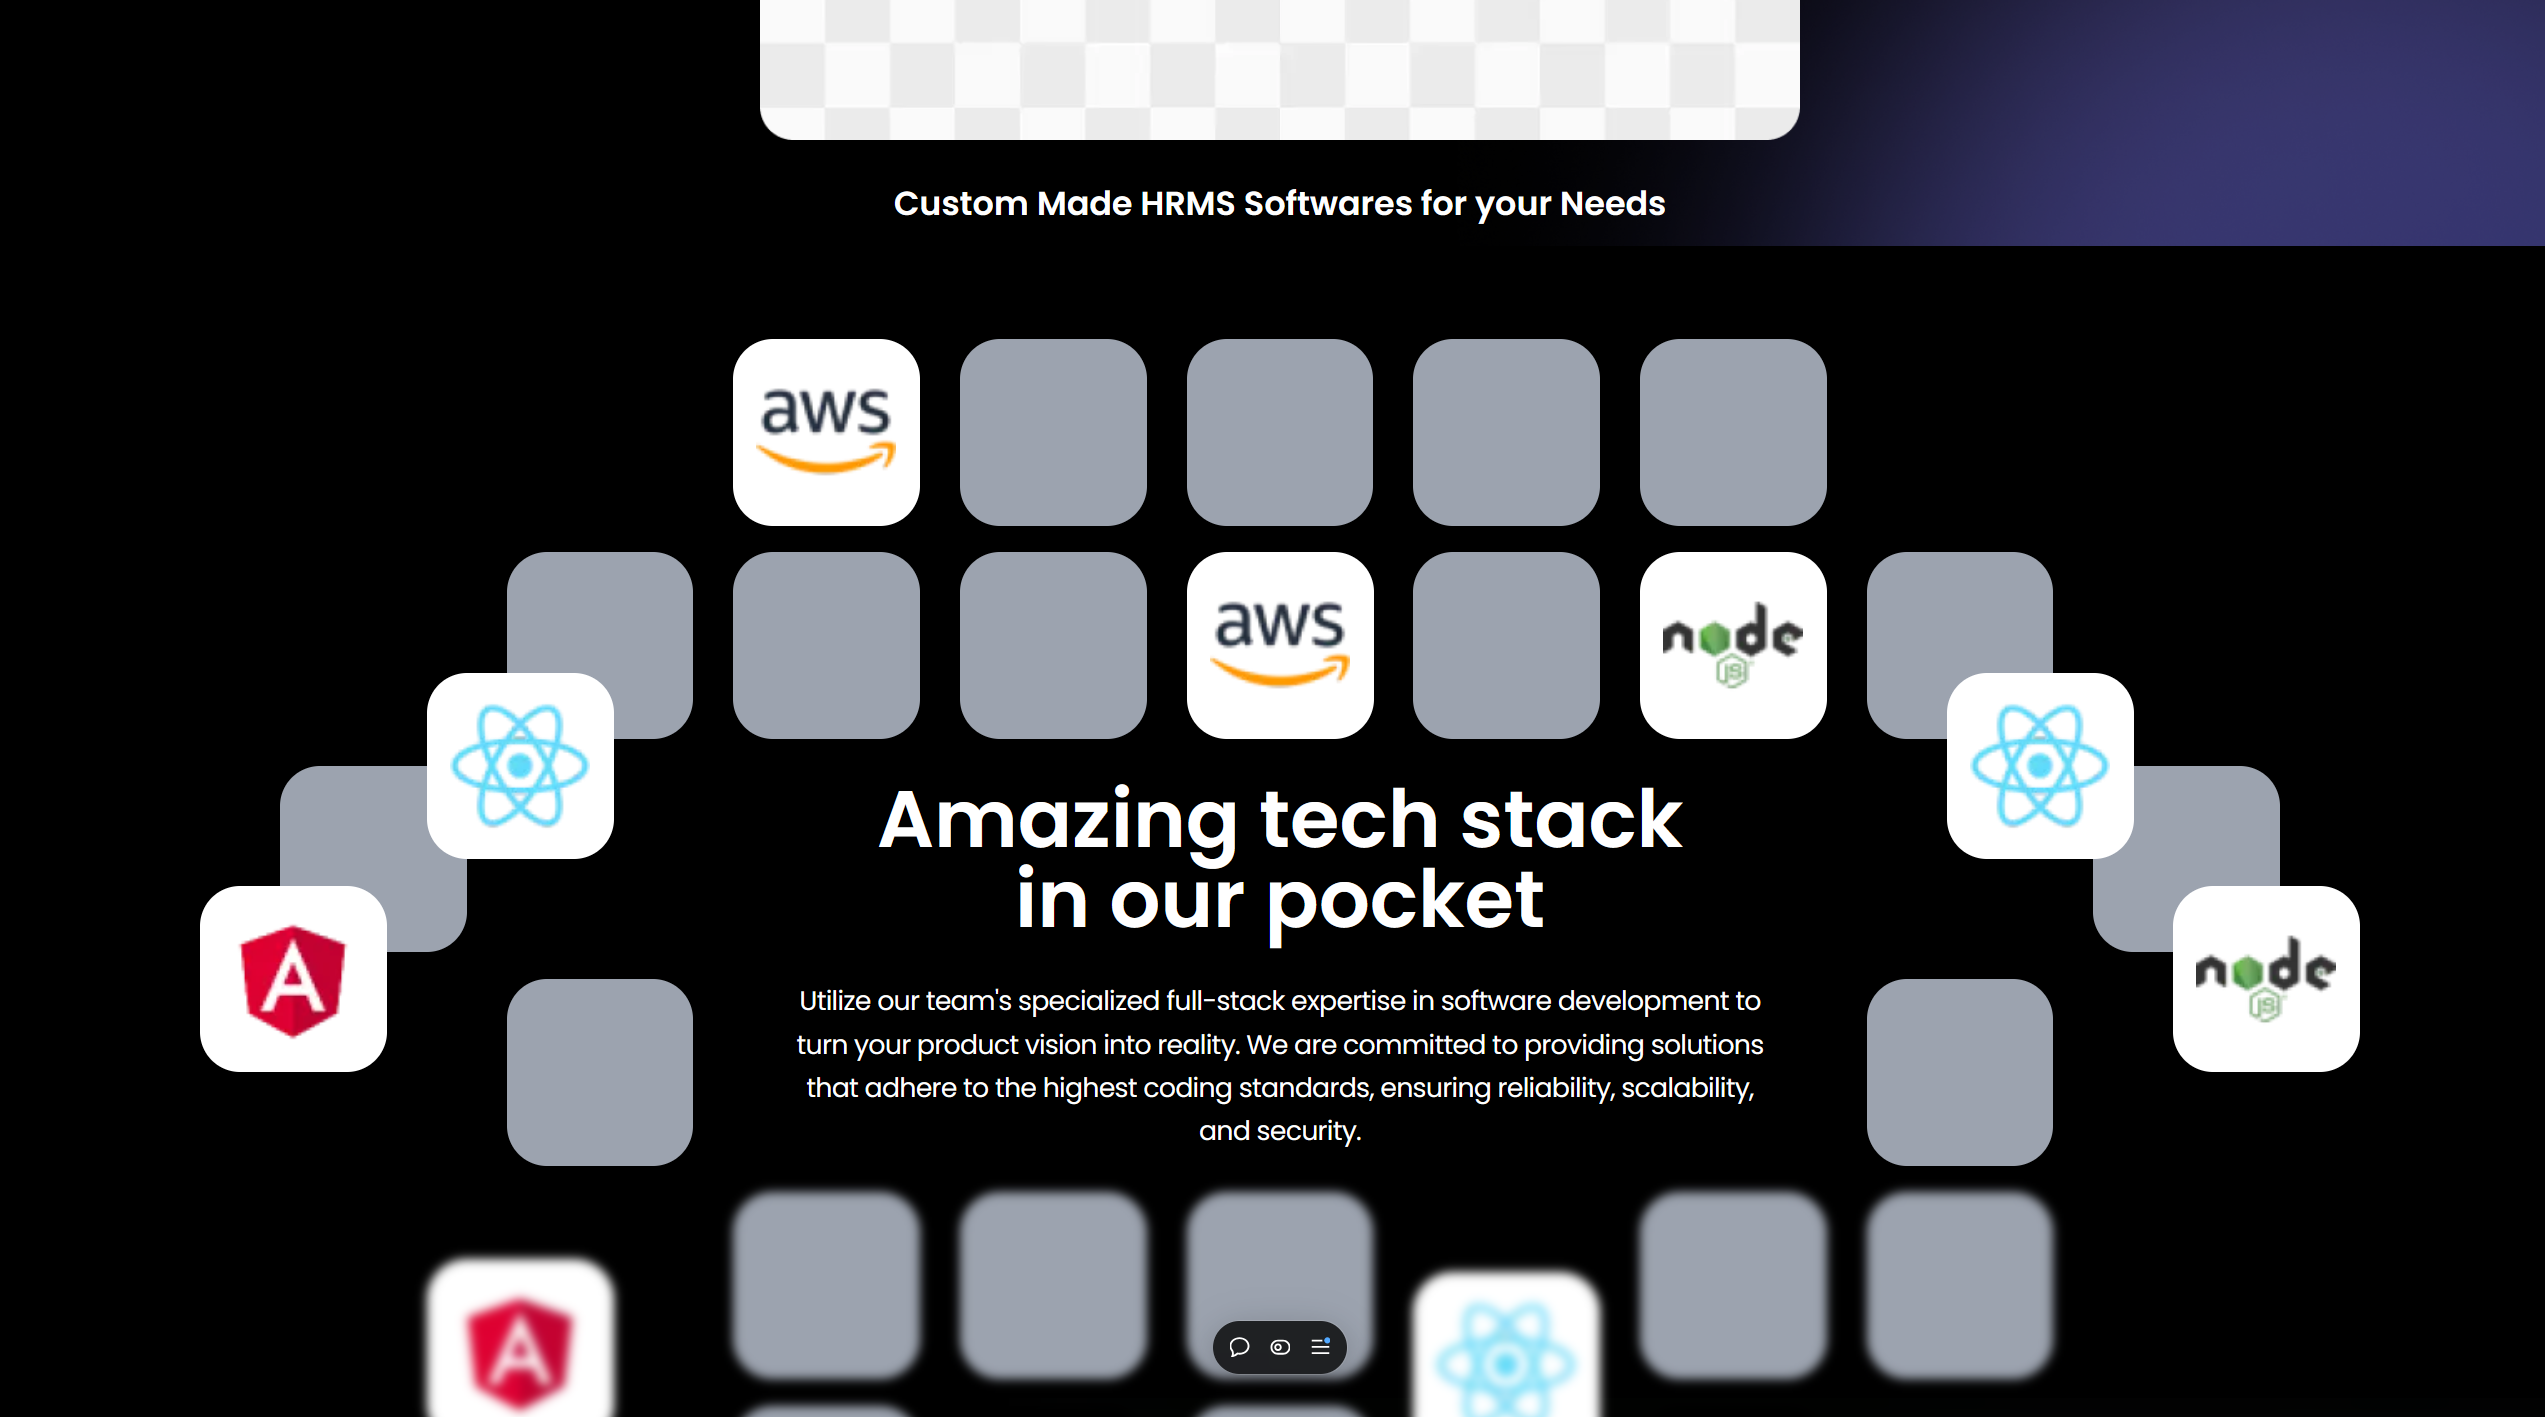 Custom Made HRMS Softwares for your Needs
aws
aws
node
JS
Amazing tech stack
in our pocket
node
JS
Utilize our team's specialized full-stack expertise in software development to
turn your product vision into reality. We are committed to providing solutions
that adhere to the highest coding standards, ensuring reliability, scalability,
and security.
A
A